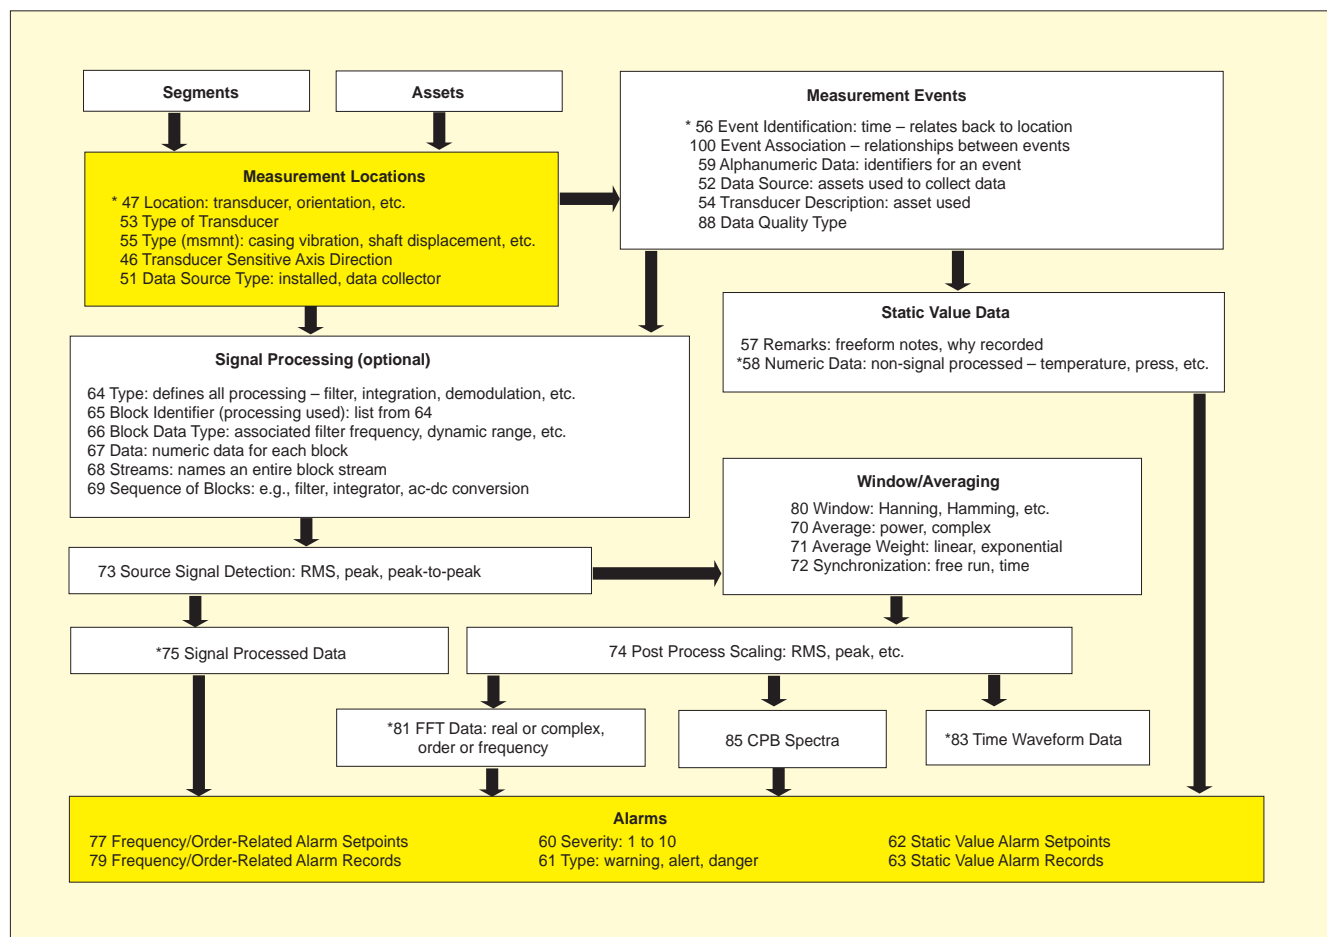 Segments
Assets
Measurement Events
* 56 Event Identification: time – relates back to location
100 Event Association – relationships between events
59 Alphanumeric Data: identifiers for an event
52 Data Source: assets used to collect data
54 Transducer Description: asset used
88 Data Quality Type
Measurement Locations
* 47 Location: transducer, orientation, etc.
53 Type of Transducer
55 Type (msmnt): casing vibration, shaft displacement, etc.
46 Transducer Sensitive Axis Direction
51 Data Source Type: installed, data collector
Static Value Data
57 Remarks: freeform notes, why recorded
*58 Numeric Data: non-signal processed – temperature, press, etc.
Signal Processing (optional)
64 Type: defines all processing – filter, integration, demodulation, etc.
65 Block Identifier (processing used): list from 64
66 Block Data Type: associated filter frequency, dynamic range, etc.
67 Data: numeric data for each block
68 Streams: names an entire block stream
69 Sequence of Blocks: e.g., filter, integrator, ac-dc conversion
Window/Averaging
80 Window: Hanning, Hamming, etc.
70 Average: power, complex
71 Average Weight: linear, exponential
72 Synchronization: free run, time
73 Source Signal Detection: RMS, peak, peak-to-peak
*75 Signal Processed Data
74 Post Process Scaling: RMS, peak, etc.
*81 FFT Data: real or complex,
order or frequency
85 CPB Spectra
*83 Time Waveform Data
Alarms
77 Frequency/Order-Related Alarm Setpoints
79 Frequency/Order-Related Alarm Records
60 Severity: 1 to 10
61 Type: warning, alert, danger
62 Static Value Alarm Setpoints
63 Static Value Alarm Records